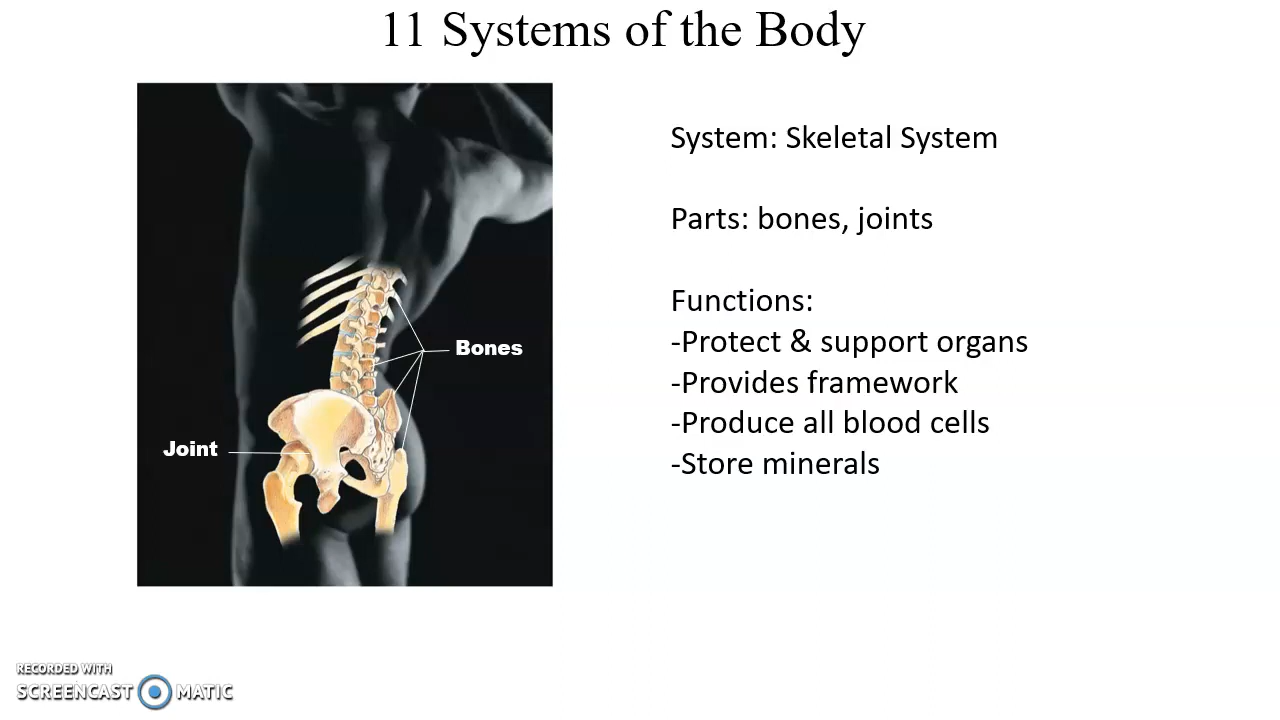 11 Systems of the Body
System: Skeletal System
Parts: bones, joints
Functions:
-Protect & support organs
-Provides framework
-Produce all blood cells
-Store minerals
Bones
Joint
RECORDED WITH
SCREENCAST MATIC